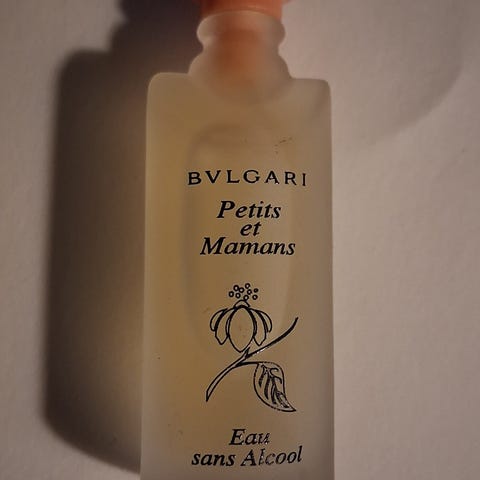 BVLGARI
Petits
et
Mamans
Eau
sans Alcool